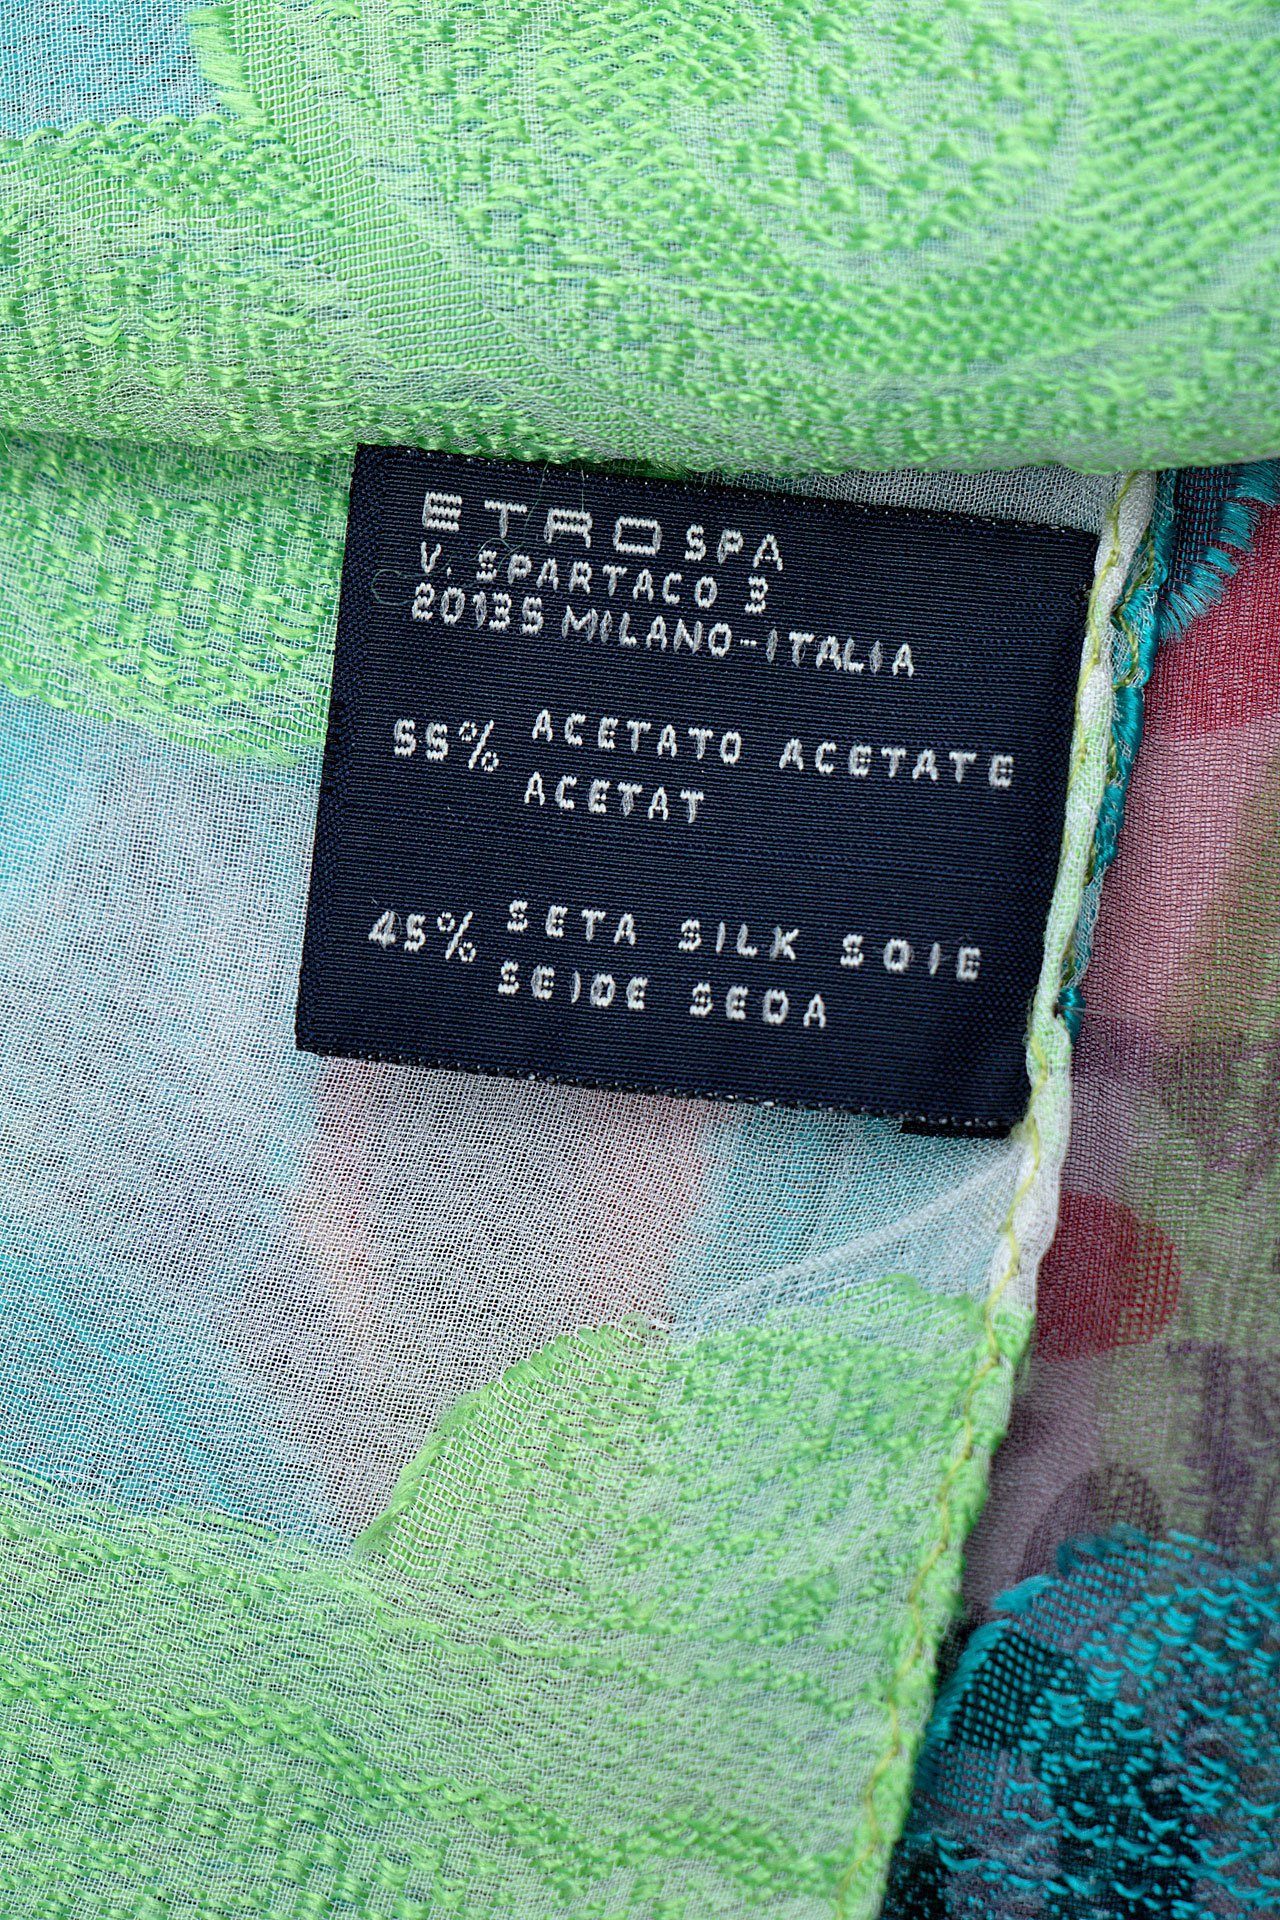 ETRO SPA
V. SPARTACO 3
20135 MILANO-ITALIA
55% ACETATO ACETATE
ACETAT
45% SETA SILK SOIE
SEIDE SEDA